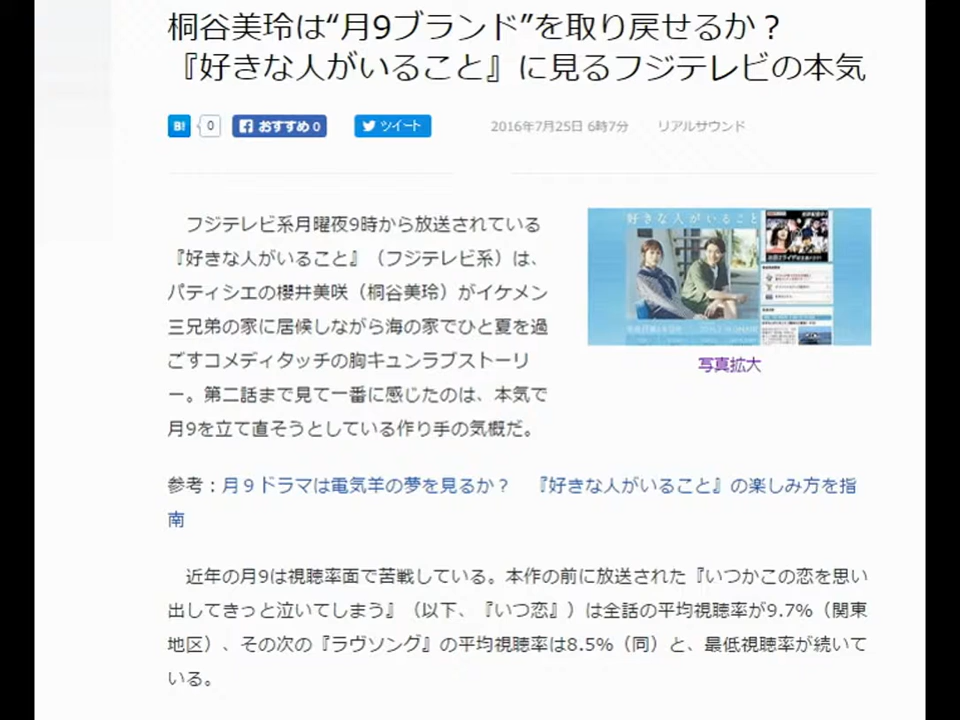 桐谷美玲は“月9ブランド”を取り戻せるか？
『好きな人がいること』に見るフジテレビの本気
B! 0 おすすめ 0 ツイート 2016年7月25日 6時7分 リアルサウンド
フジテレビ系月曜夜9時から放送されている
『好きな人がいること』（フジテレビ系）は、
パティシエの櫻井美咲（桐谷美玲）がイケメン
三兄弟の家に居候しながら海の家でひと夏を過
ごすコメディタッチの胸キュンラブストーリ
ー。第二話まで見て一番に感じたのは、本気で
月9を立て直そうとしている作り手の気概だ。
好きな人がいること
写真拡大
参考：月９ドラマは電気羊の夢を見るか？　『好きな人がいること』の楽しみ方を指
南
近年の月9は視聴率面で苦戦している。本作の前に放送された『いつかこの恋を思い
出してきっと泣いてしまう』（以下、『いつ恋』）は全話の平均視聴率が9.7%（関東
地区）、その次の『ラヴソング』の平均視聴率は8.5%（同）と、最低視聴率が続いて
いる。